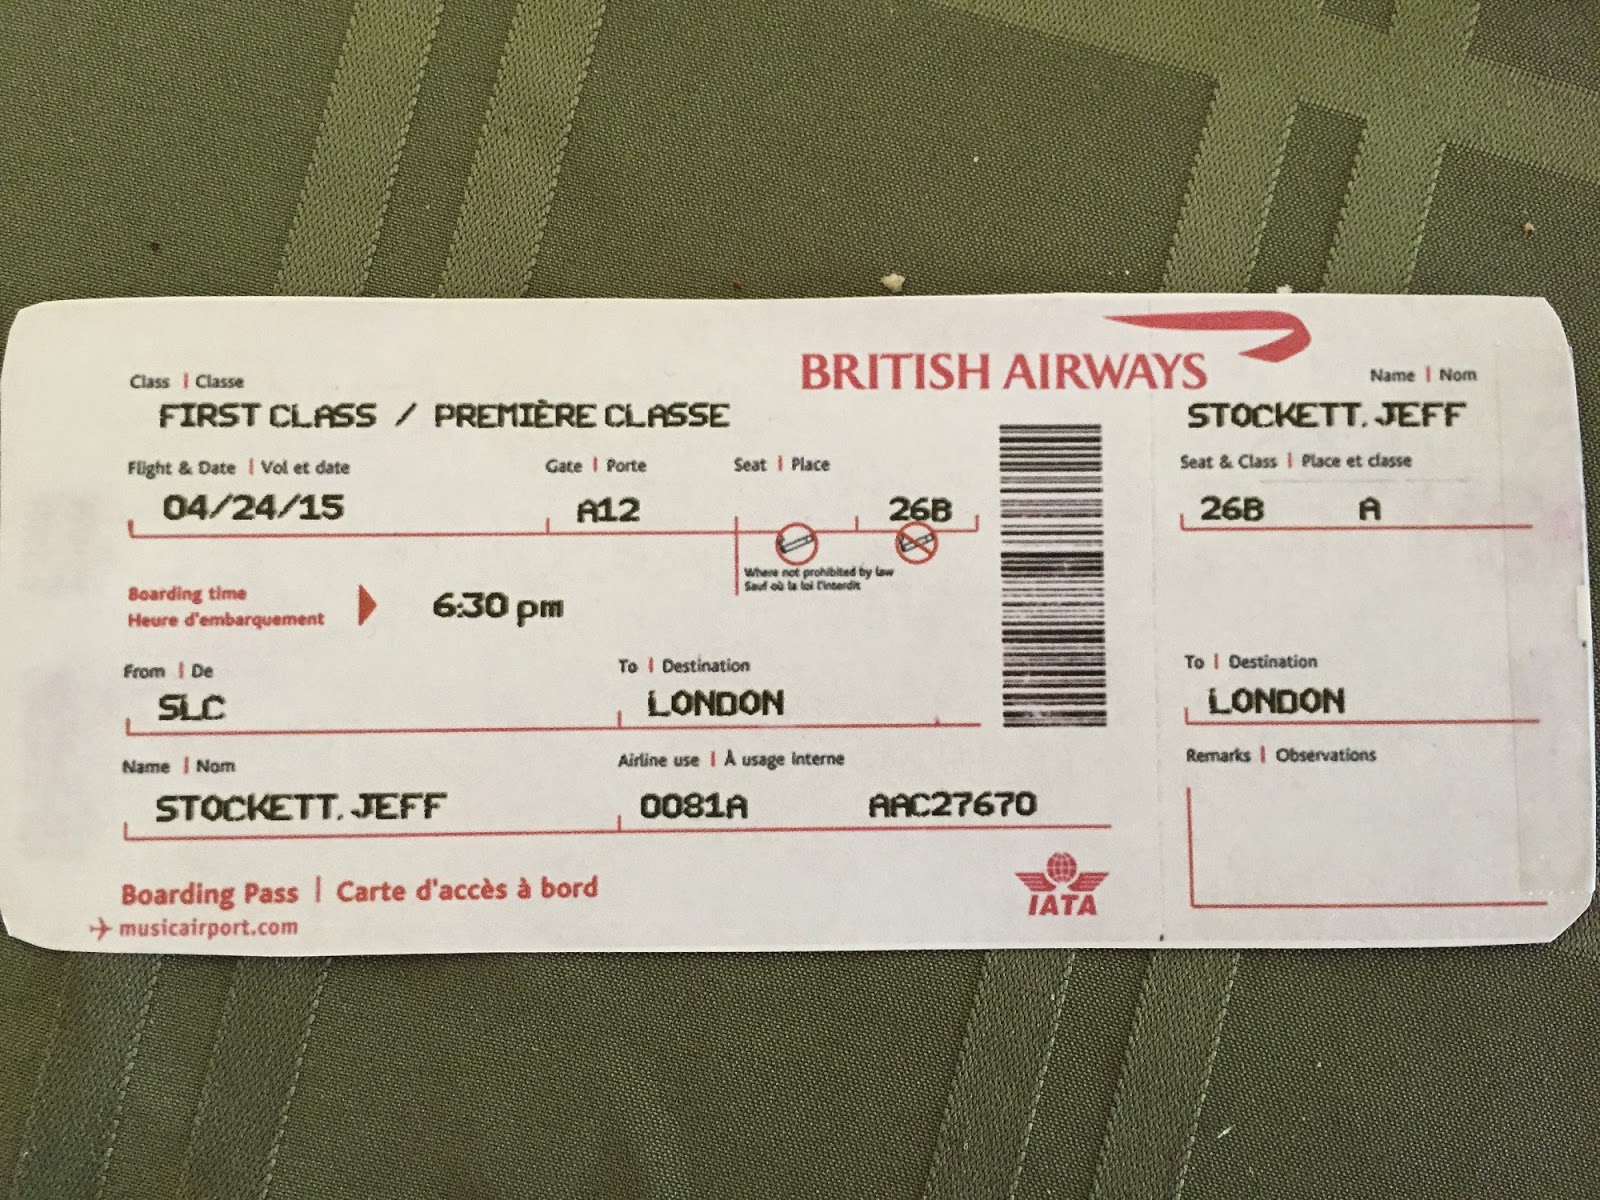 BRITISH AIRWAYS
Class | Classe
FIRST CLASS / PREMIÈRE CLASSE
Flight & Date | Vol et date
Gate | Porte
Seat | Place
04/24/15
A12
26B
Where not prohibited by law
Sauf où la loi l'interdit
Boarding time
Heure d'embarquement
6:30 pm
From | De
To | Destination
SLC
LONDON
Name | Nom
Airline use | À usage Interne
STOCKETT, JEFF
0081A
AAC27670
Boarding Pass | Carte d'accès à bord
musicairport.com
IATA
Name | Nom
STOCKETT, JEFF
Seat & Class | Place et classe
26B
A
To | Destination
LONDON
Remarks | Observations